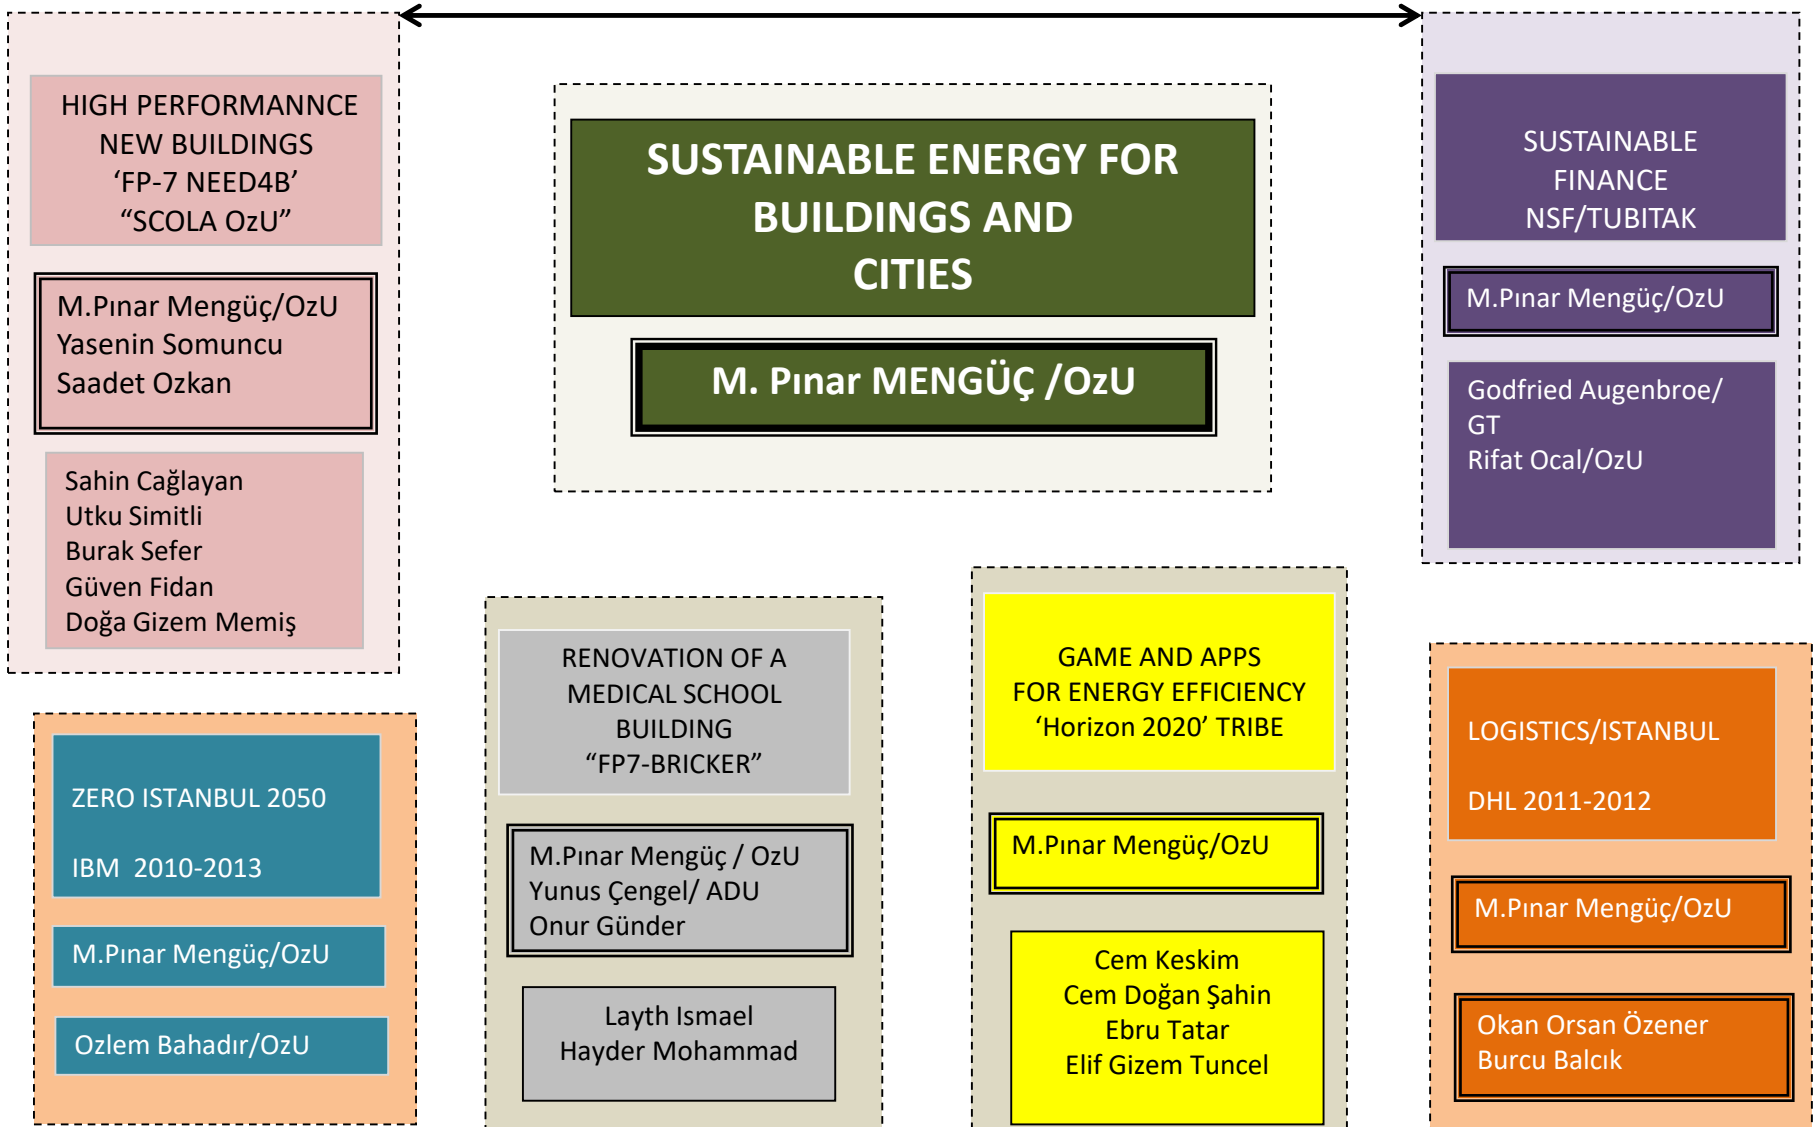 HIGH PERFORMANNCE
NEW BUILDINGS
‘FP-7 NEED4B’
“SCOLA OzU”
M.Pınar Mengüç/OzU
Yasenin Somuncu
Saadet Ozkan
Sahin Cağlayan
Utku Simitli
Burak Sefer
Güven Fidan
Doğa Gizem Memiş
SUSTAINABLE ENERGY FOR
BUILDINGS AND
CITIES
M. Pınar MENGÜÇ /OzU
SUSTAINABLE
FINANCE
NSF/TUBITAK
M.Pınar Mengüç/OzU
Godfried Augenbroe/
GT
Rifat Ocal/OzU
ZERO ISTANBUL 2050
IBM  2010-2013
M.Pınar Mengüç/OzU
Ozlem Bahadır/OzU
RENOVATION OF A
MEDICAL SCHOOL
BUILDING
“FP7-BRICKER”
M.Pınar Mengüç / OzU
Yunus Çengel/ ADU
Onur Günder
Layth Ismael
Hayder Mohammad
GAME AND APPS
FOR ENERGY EFFICIENCY
‘Horizon 2020’ TRIBE
M.Pınar Mengüç/OzU
Cem Keskim
Cem Doğan Şahin
Ebru Tatar
Elif Gizem Tuncel
LOGISTICS/ISTANBUL
DHL 2011-2012
M.Pınar Mengüç/OzU
Okan Orsan Özener
Burcu Balcık